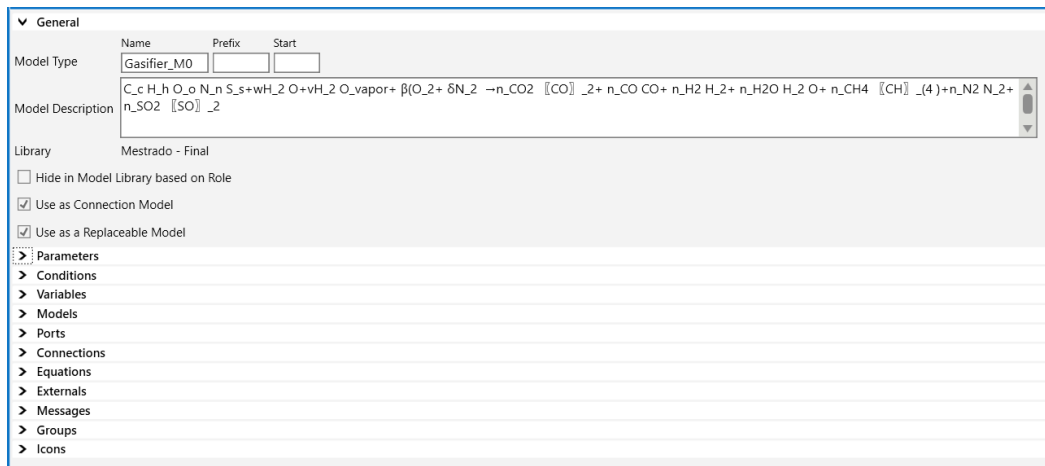 General
Name Prefix Start
Model Type Gasifier_M0
Model Description C_c H_h O_o N_n S_s+wH_2 O+vH_2 O_vapor+ β(O_2+ δN_2 →n_CO2 〖CO〗_2+ n_CO CO+ n_H2 H_2+ n_H2O H_2 O+ n_CH4 〖CH〗_(4 )+n_N2 N_2+
n_SO2 〖SO〗_2
Library Mestrado - Final
Hide in Model Library based on Role
Use as Connection Model
Use as a Replaceable Model
Parameters
Conditions
Variables
Models
Ports
Connections
Equations
Externals
Messages
Groups
Icons